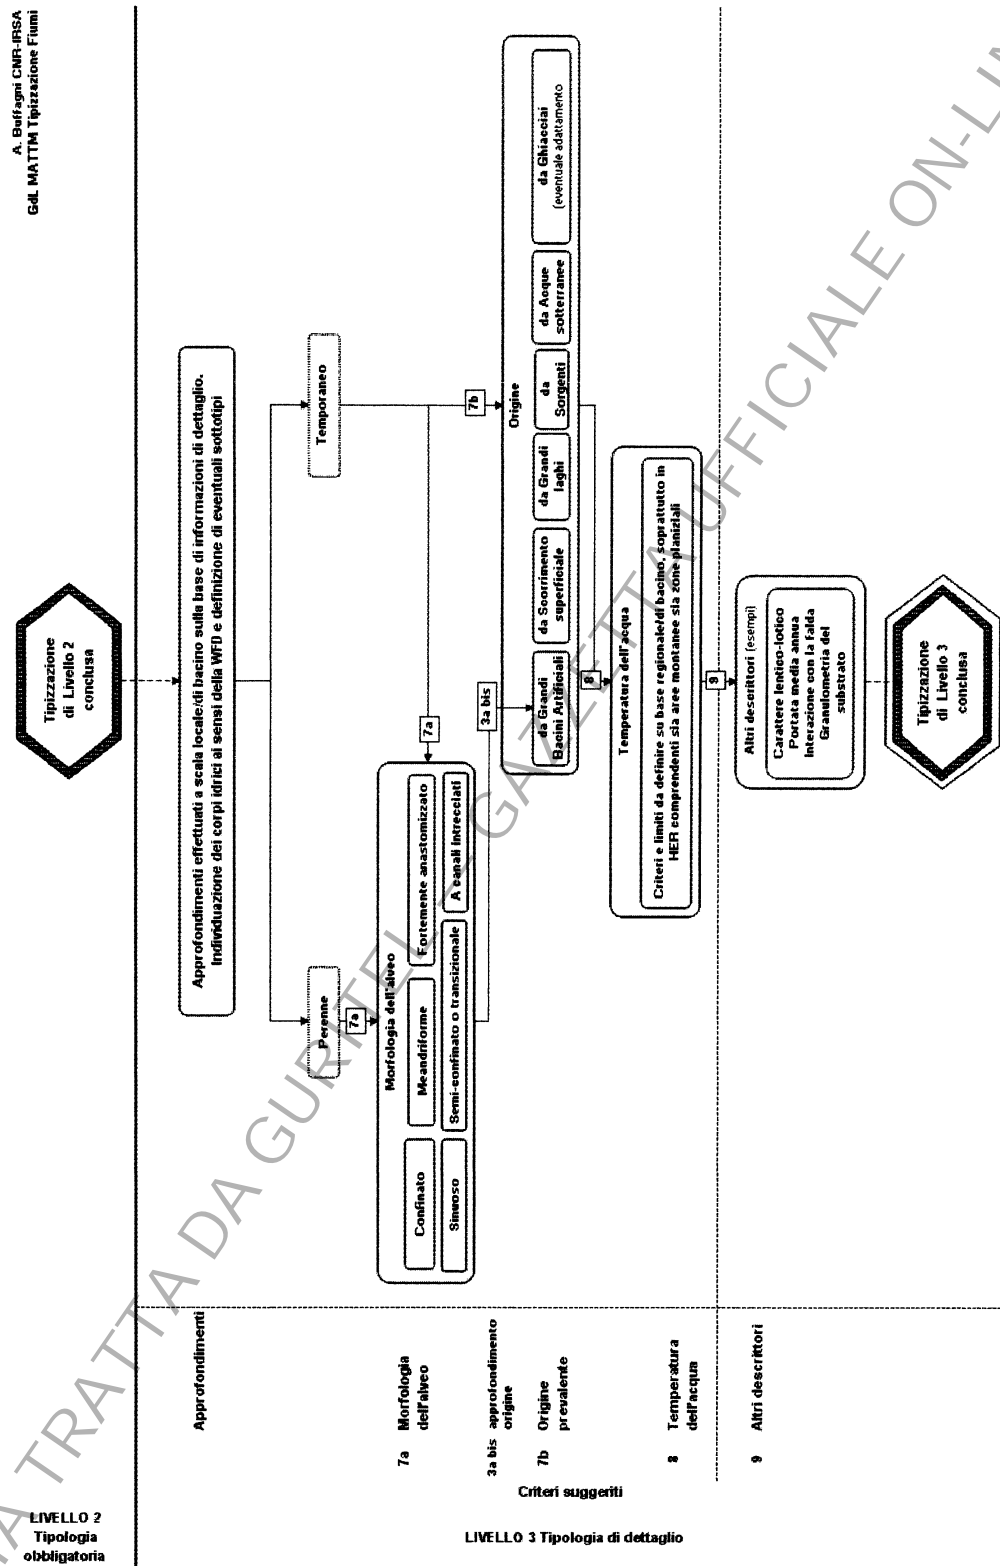 A. Buffagni CNR-IRSA
GdL MATTM Tipizzazione Fiumi
Tipizzazione
di Livello 2
conclusa
LIVELLO 2
Tipologia
obbligatoria
Approfondimenti
Approfondimenti effettuati a scala locale/di bacino sulla base di informazioni di dettaglio.
Individuazione dei corpi idrici ai sensi della WFD e definizione di eventuali sottotipi
Perenne
Temporaneo
7a
7a
7b
7a Morfologia
dell'alveo
Morfologia dell'alveo
Confinato
Meandriforme
Fortemente anastomizzato
Sinuoso
Semi-confinato o transizionale
A canali intrecciati
3a bis
3a bis approfondimento
origine
7b Origine
prevalente
Origine
da Grandi
Bacini Artificiali
da Scorrimento
superficiale
da Grandi
laghi
da
Sorgenti
da Acque
sotterranee
da Ghiacciai
(eventuale adattamento)
8
8 Temperatura
dell'acqua
Temperatura dell'acqua
Criteri e limiti da definire su base regionale/di bacino, soprattutto in
HER comprendenti sia aree montanee sia zone planiziali
9
9 Altri descrittori
Altri descrittori (esempi)
Carattere lentico-lotico
Portata media annua
Interazione con la falda
Granulometria del
substrato
Tipizzazione
di Livello 3
conclusa
Criteri suggeriti
LIVELLO 3 Tipologia di dettaglio
TRATTA DA GURITEL — GAZZETTA UFFICIALE ON-LI